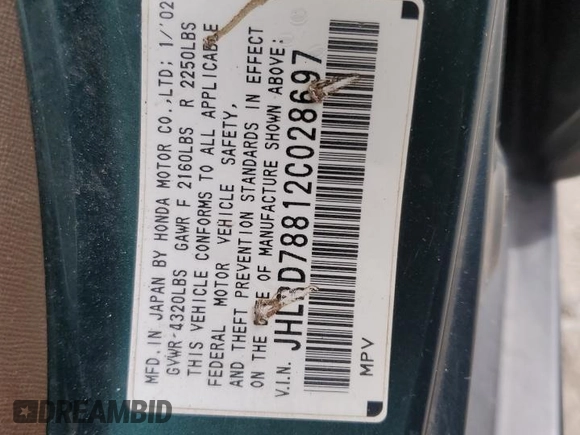 MFD. IN JAPAN BY HONDA MOTOR CO.,LTD; 1/'02
GVWR-4320LBS GAWR F 2160LBS R 2250LBS
THIS VEHICLE CONFORMS TO ALL APPLICABLE
FEDERAL MOTOR VEHICLE SAFETY,
AND THEFT PREVENTION STANDARDS IN EFFECT
ON THE OF MANUFACTURE SHOWN ABOVE:
V.I.N. JHLRD78812C028697
MPV
DREAMBID